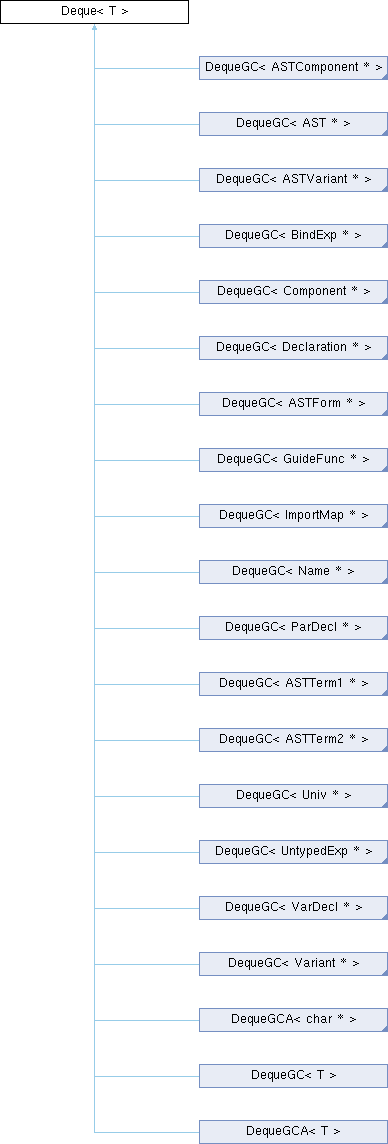 Deque< T >
DequeGC< ASTComponent * >
DequeGC< AST * >
DequeGC< ASTVariant * >
DequeGC< BindExp * >
DequeGC< Component * >
DequeGC< Declaration * >
DequeGC< ASTForm * >
DequeGC< GuideFunc * >
DequeGC< ImportMap * >
DequeGC< Name * >
DequeGC< ParDecl * >
DequeGC< ASTTerm1 * >
DequeGC< ASTTerm2 * >
DequeGC< Univ * >
DequeGC< UntypedExp * >
DequeGC< VarDecl * >
DequeGC< Variant * >
DequeGCA< char * >
DequeGC< T >
DequeGCA< T >